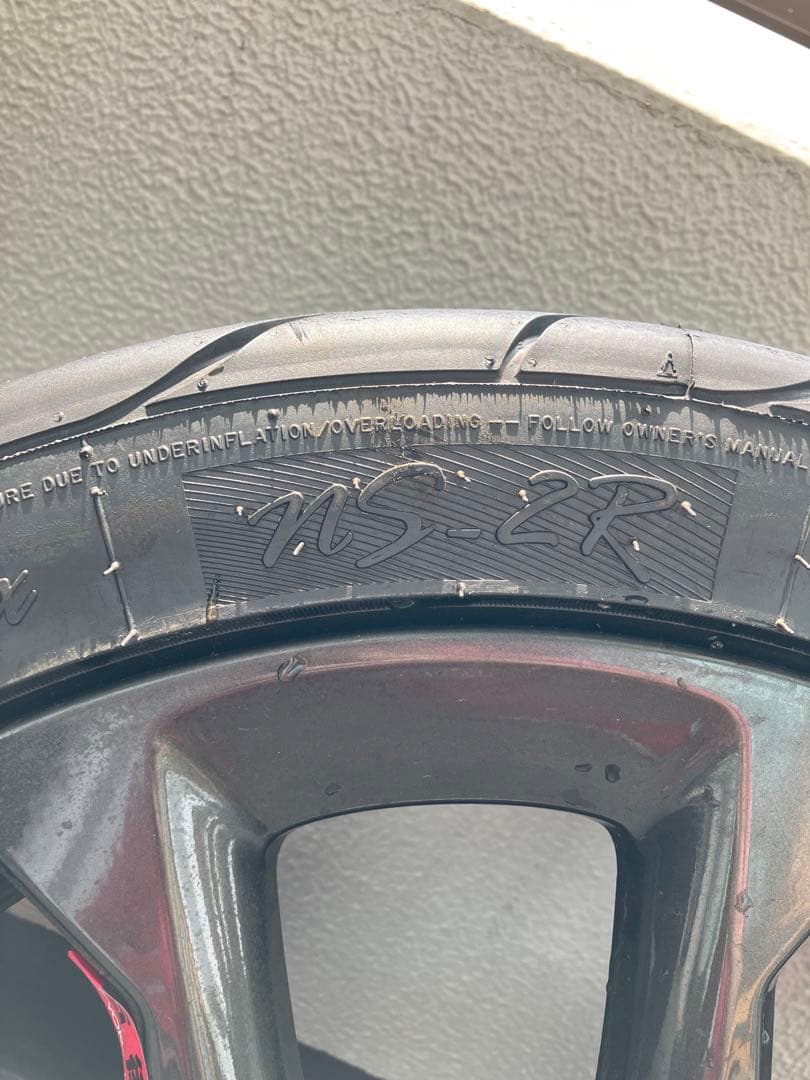 URE DUE TO UNDERINFLATION/OVERLOADING -- FOLLOW OWNER'S MANUAL
NS-2R